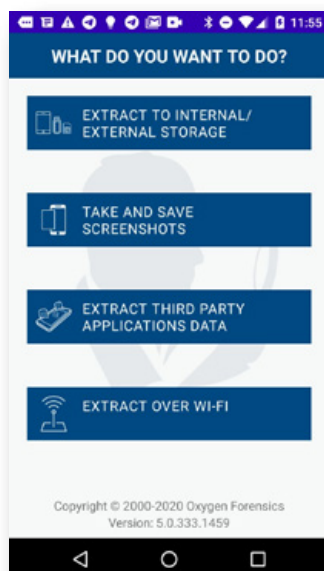 11:55
WHAT DO YOU WANT TO DO?
EXTRACT TO INTERNAL/
EXTERNAL STORAGE
TAKE AND SAVE
SCREENSHOTS
EXTRACT THIRD PARTY
APPLICATIONS DATA
EXTRACT OVER WI-FI
Copyright © 2000-2020 Oxygen Forensics
Version: 5.0.333.1459